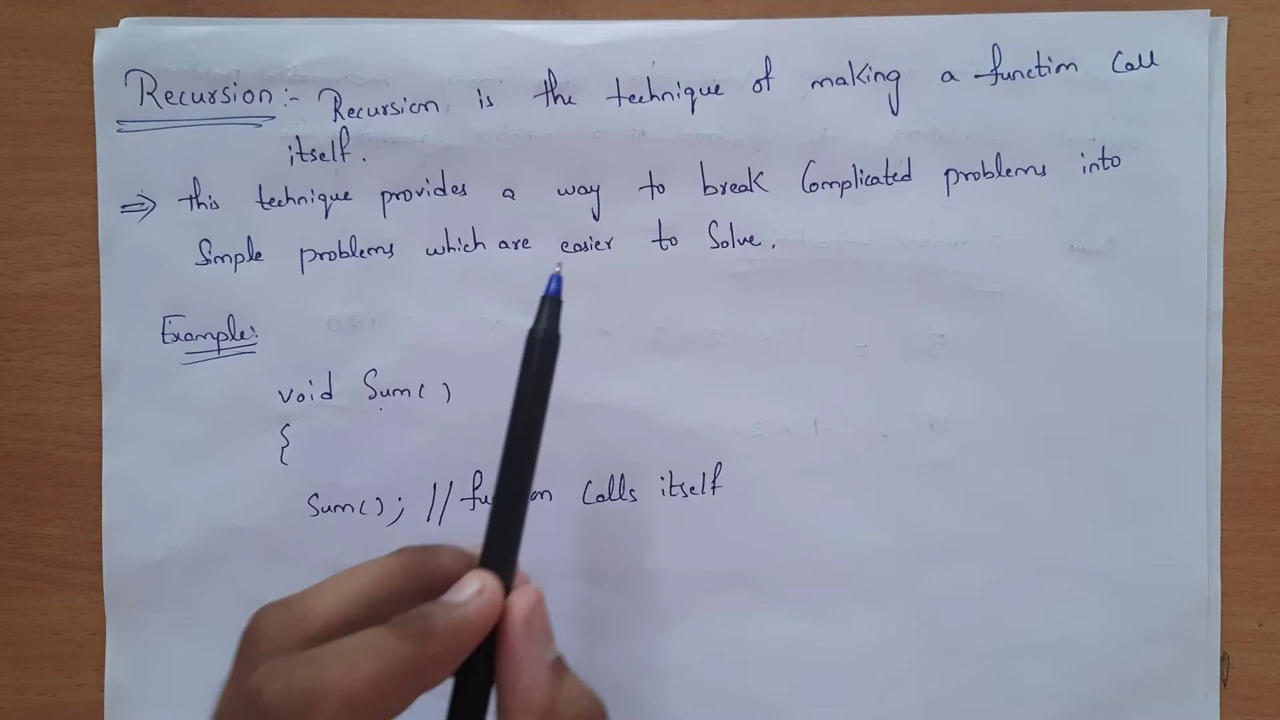 Recursion:- Recursion is the technique of making a function call
itself.
⇒ this technique provides a way to break Complicated problems into
Simple problems which are easier to Solve.
Example:
void Sum()
{
Sum(); // calls itself